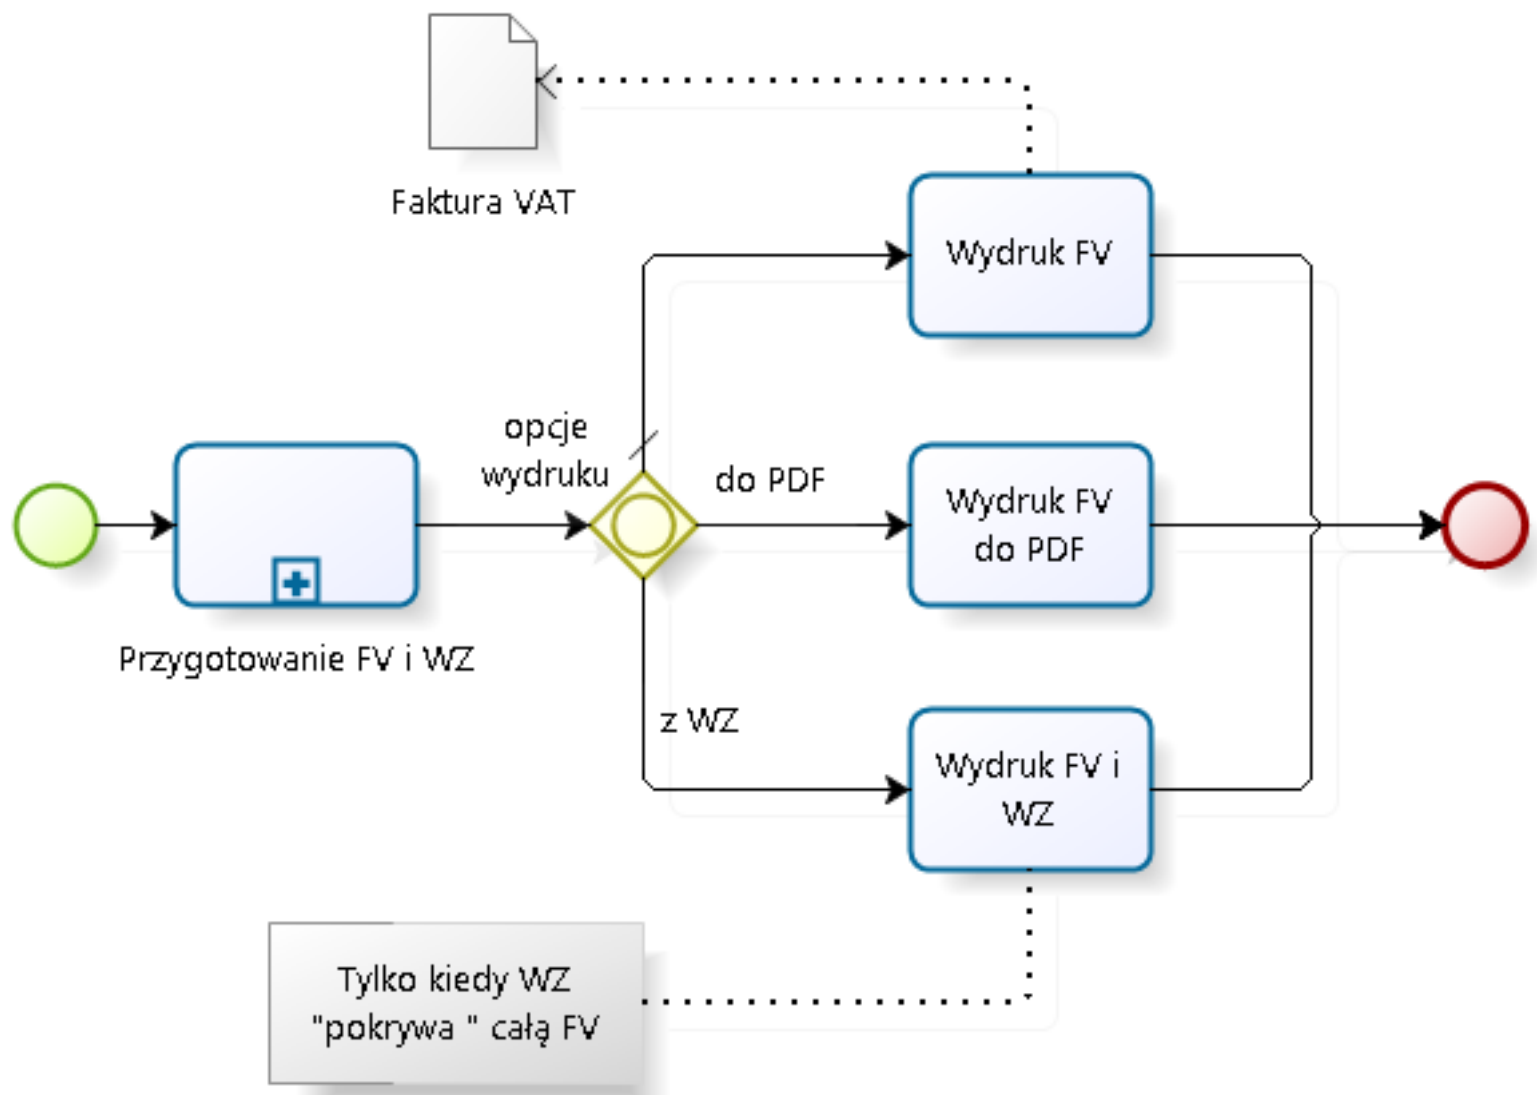 Faktura VAT
Wydruk FV
opcje
wydruku
do PDF
Wydruk FV
do PDF
Przygotowanie FV i WZ
z WZ
Wydruk FV i
WZ
Tylko kiedy WZ
"pokrywa " całą FV